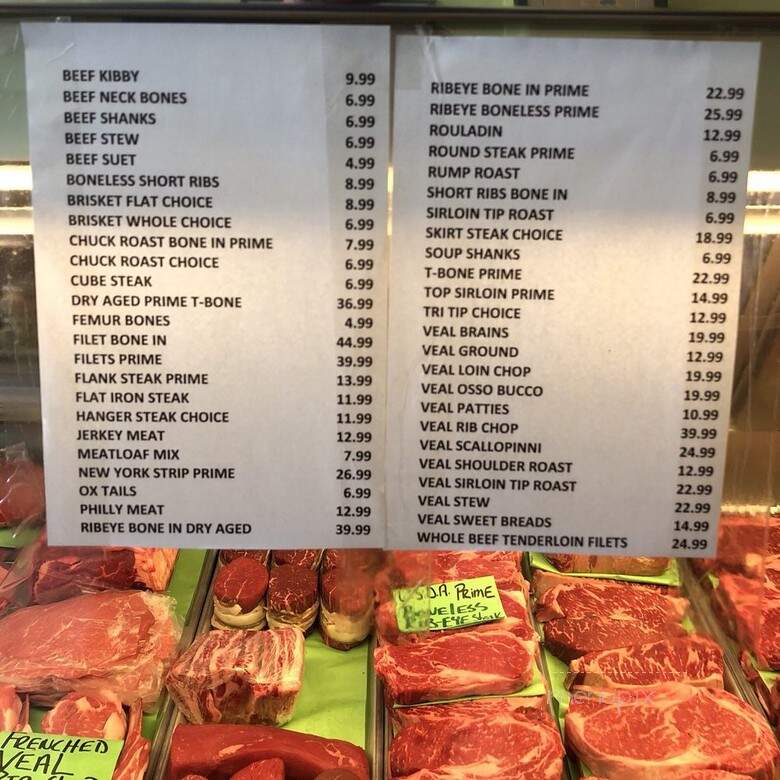 BEEF KIBBY 9.99
BEEF NECK BONES 6.99
BEEF SHANKS 6.99
BEEF STEW 6.99
BEEF SUET 4.99
BONELESS SHORT RIBS 8.99
BRISKET FLAT CHOICE 8.99
BRISKET WHOLE CHOICE 6.99
CHUCK ROAST BONE IN PRIME 7.99
CHUCK ROAST CHOICE 6.99
CUBE STEAK 6.99
DRY AGED PRIME T-BONE 36.99
FEMUR BONES 4.99
FILET BONE IN 44.99
FILETS PRIME 39.99
FLANK STEAK PRIME 13.99
FLAT IRON STEAK 11.99
HANGER STEAK CHOICE 11.99
JERKEY MEAT 12.99
MEATLOAF MIX 7.99
NEW YORK STRIP PRIME 26.99
OX TAILS 6.99
PHILLY MEAT 12.99
RIBEYE BONE IN DRY AGED 39.99
RIBEYE BONE IN PRIME 22.99
RIBEYE BONELESS PRIME 25.99
ROULADIN 12.99
ROUND STEAK PRIME 6.99
RUMP ROAST 6.99
SHORT RIBS BONE IN 8.99
SIRLOIN TIP ROAST 6.99
SKIRT STEAK CHOICE 18.99
SOUP SHANKS 6.99
T-BONE PRIME 22.99
TOP SIRLOIN PRIME 14.99
TRI TIP CHOICE 12.99
VEAL BRAINS 19.99
VEAL GROUND 12.99
VEAL LOIN CHOP 19.99
VEAL OSSO BUCCO 19.99
VEAL PATTIES 10.99
VEAL RIB CHOP 39.99
VEAL SCALLOPINNI 24.99
VEAL SHOULDER ROAST 12.99
VEAL SIRLOIN TIP ROAST 22.99
VEAL STEW 22.99
VEAL SWEET BREADS 14.99
WHOLE BEEF TENDERLOIN FILETS 24.99
U.S.D.A. PRIME
BONELESS
RIB-EYE Steak
FRENCHED
VEAL